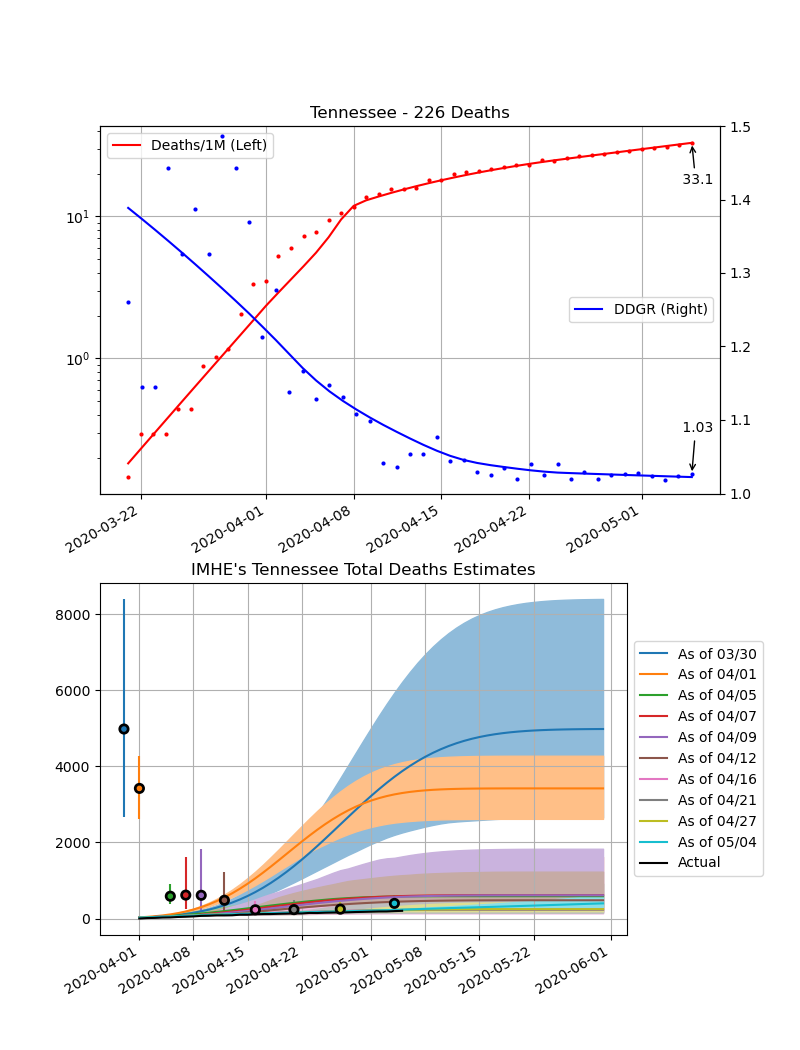 Tennessee - 226 Deaths
Deaths/1M (Left)
DDGR (Right)
33.1
1.03
10¹
10⁰
1.5
1.4
1.3
1.2
1.1
1.0
2020-03-22
2020-04-01
2020-04-08
2020-04-15
2020-04-22
2020-05-01
IMHE's Tennessee Total Deaths Estimates
8000
6000
4000
2000
0
2020-04-01
2020-04-08
2020-04-15
2020-04-22
2020-05-01
2020-05-08
2020-05-15
2020-05-22
2020-06-01
As of 03/30
As of 04/01
As of 04/05
As of 04/07
As of 04/09
As of 04/12
As of 04/16
As of 04/21
As of 04/27
As of 05/04
Actual